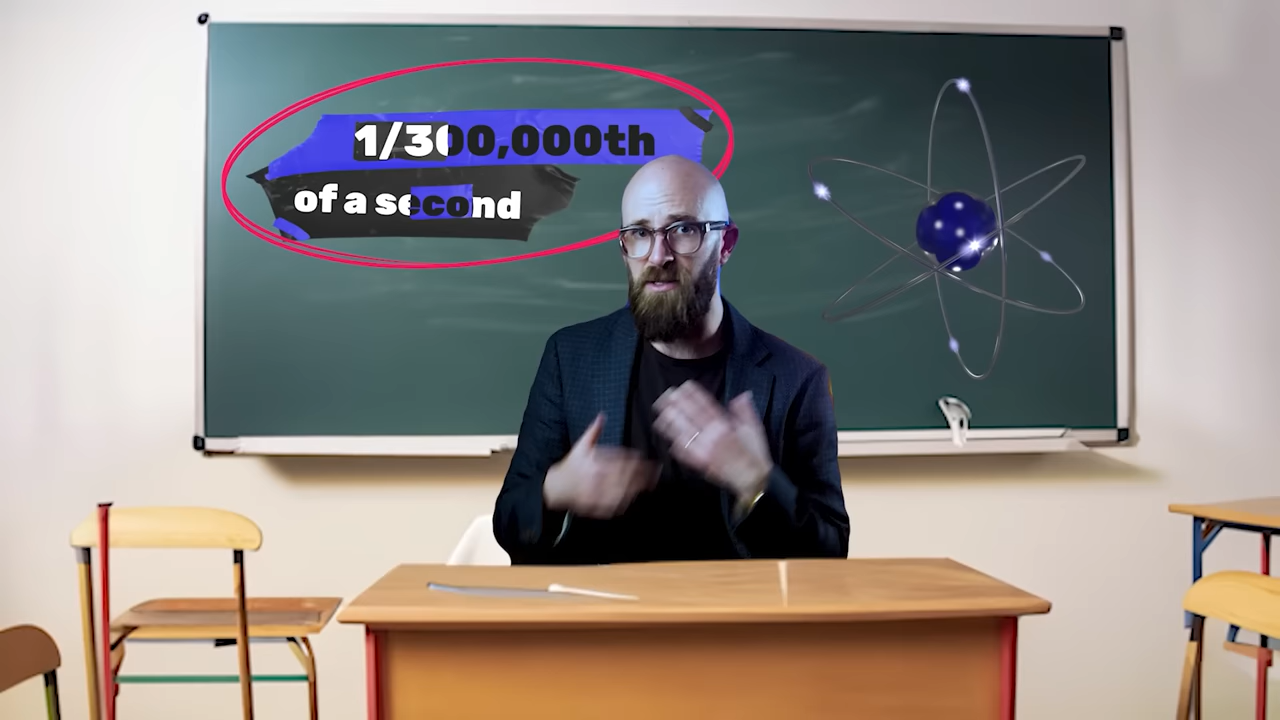 1/300,000th
of a second